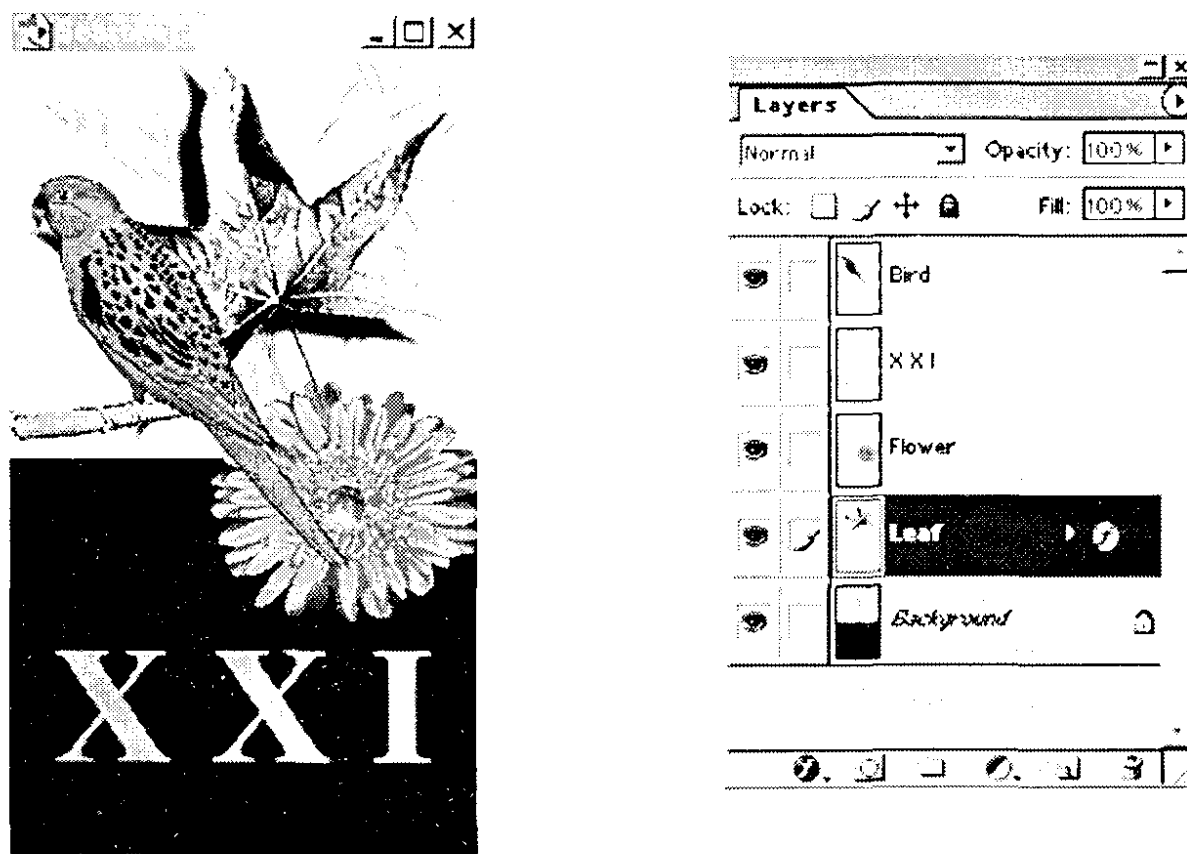 XXI
Layers
Normal Opacity: 100%
Lock: Fill: 100%
Bird
XXI
Flower
Leaf
Background